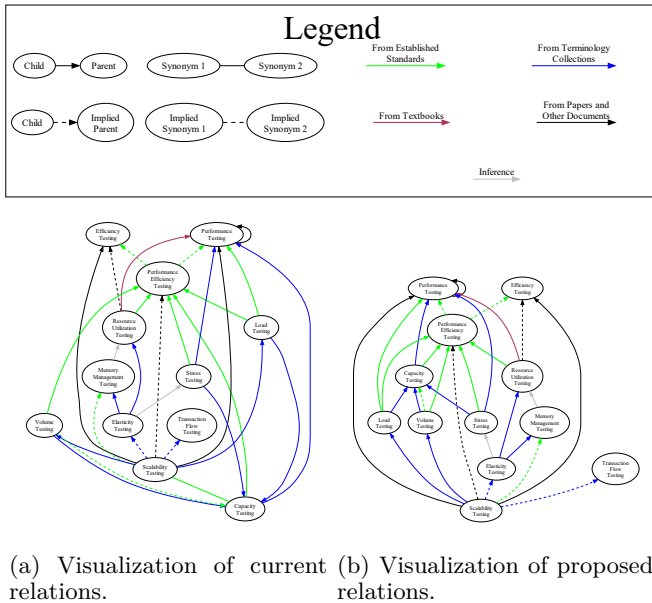 Legend
Child
Parent
Synonym 1
Synonym 2
From Established
Standards
From Terminology
Collections
Child
Implied
Parent
Implied
Synonym 1
Implied
Synonym 2
From Textbooks
From Papers and
Other Documents
Inference
Efficiency
Testing
Performance
Testing
Performance
Efficiency
Testing
Resource
Utilization
Testing
Load
Testing
Memory
Management
Testing
Stress
Testing
Volume
Testing
Elasticity
Testing
Transaction
Flow
Testing
Scalability
Testing
Capacity
Testing
Performance
Testing
Efficiency
Testing
Performance
Efficiency
Testing
Capacity
Testing
Resource
Utilization
Testing
Load
Testing
Volume
Testing
Stress
Testing
Memory
Management
Testing
Elasticity
Testing
Transaction
Flow
Testing
Scalability
Testing
(a) Visualization of current
relations.
(b) Visualization of proposed
relations.